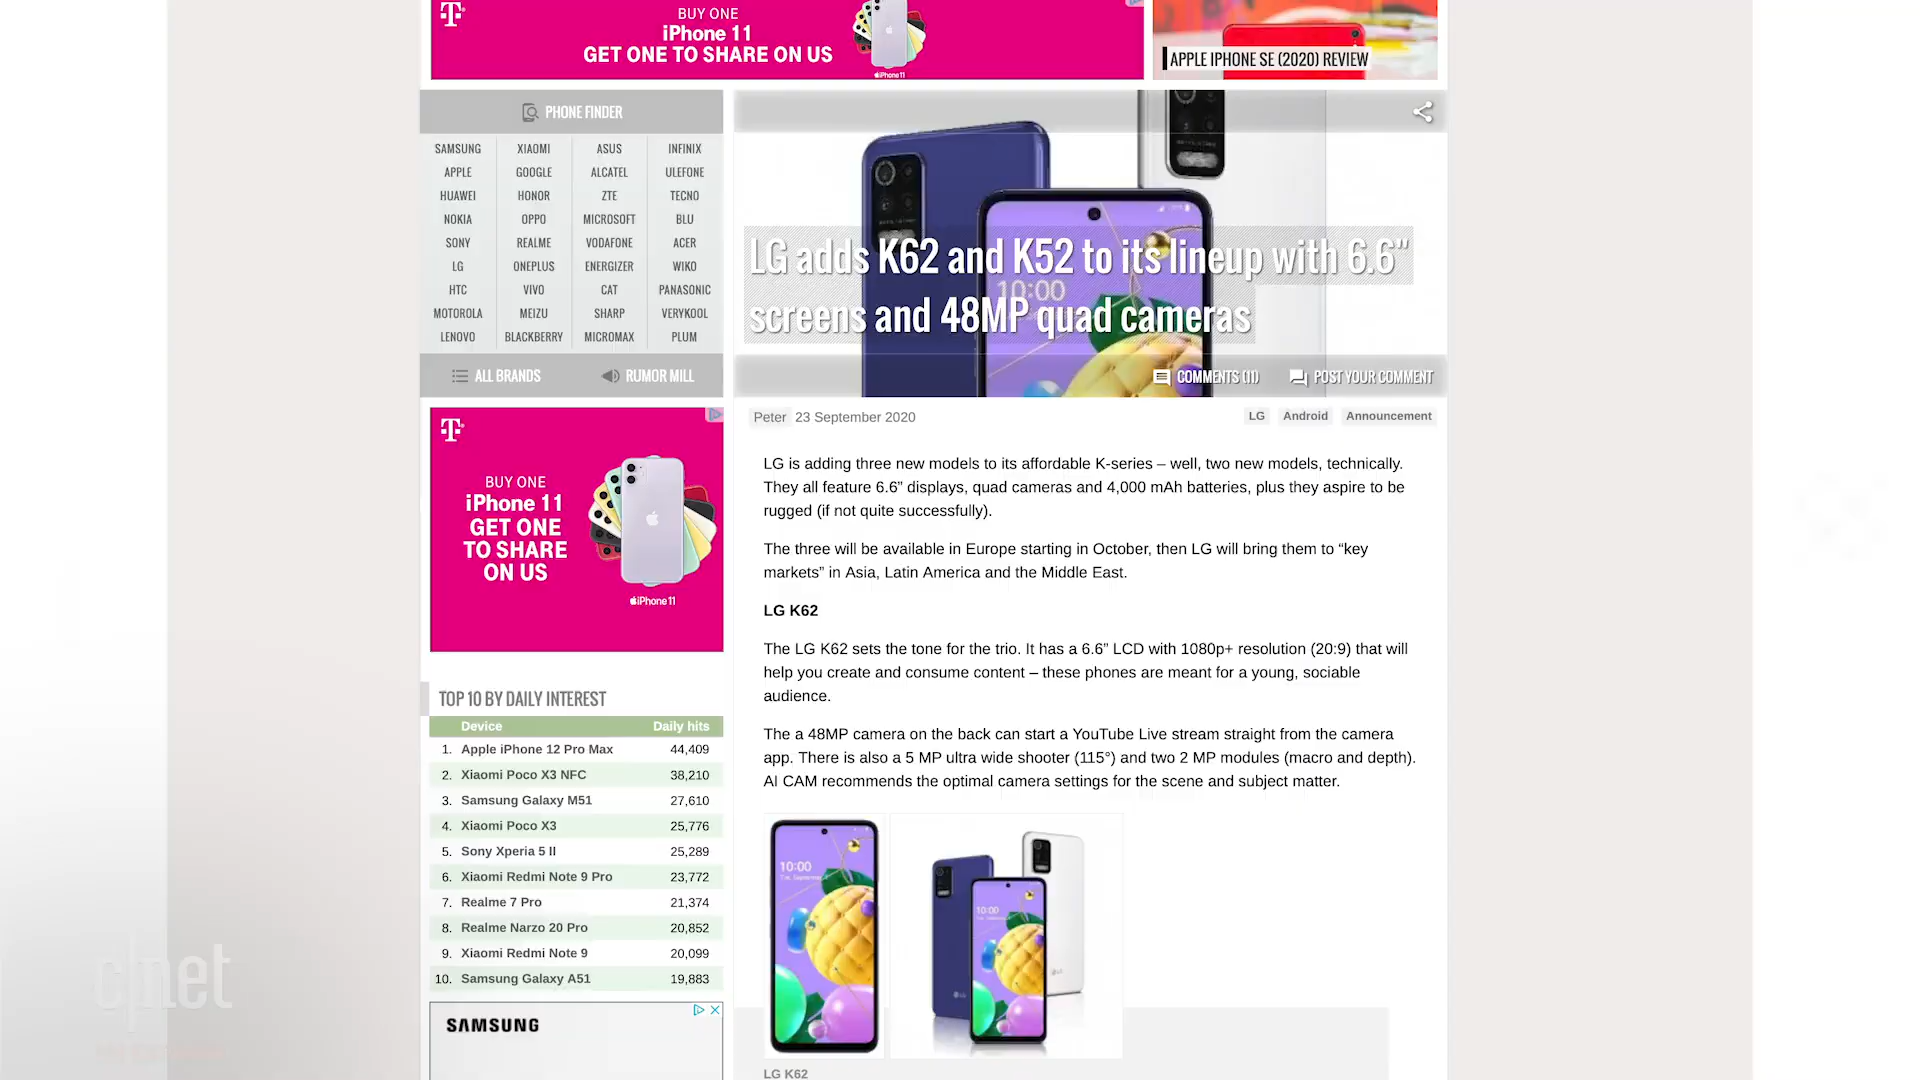 T
BUY ONE
iPhone 11
GET ONE TO SHARE ON US
iPhone 11
APPLE IPHONE SE (2020) REVIEW
PHONE FINDER
SAMSUNG XIAOMI ASUS INFINIX
APPLE GOOGLE ALCATEL ULEFONE
HUAWEI HONOR ZTE TECNO
NOKIA OPPO MICROSOFT BLU
SONY REALME VODAFONE ACER
LG ONEPLUS ENERGIZER WIKO
HTC VIVO CAT PANASONIC
MOTOROLA MEIZU SHARP VERYKOOL
LENOVO BLACKBERRY MICROMAX PLUM
ALL BRANDS RUMOR MILL
LG adds K62 and K52 to its lineup with 6.6"
screens and 48MP quad cameras
10:00
COMMENTS (11) POST YOUR COMMENT
Peter 23 September 2020
LG Android Announcement
LG is adding three new models to its affordable K-series – well, two new models, technically.
They all feature 6.6” displays, quad cameras and 4,000 mAh batteries, plus they aspire to be
rugged (if not quite successfully).
The three will be available in Europe starting in October, then LG will bring them to “key
markets” in Asia, Latin America and the Middle East.
LG K62
The LG K62 sets the tone for the trio. It has a 6.6” LCD with 1080p+ resolution (20:9) that will
help you create and consume content – these phones are meant for a young, sociable
audience.
The a 48MP camera on the back can start a YouTube Live stream straight from the camera
app. There is also a 5 MP ultra wide shooter (115°) and two 2 MP modules (macro and depth).
AI CAM recommends the optimal camera settings for the scene and subject matter.
10:00
10:00
LG
LG K62
T
BUY ONE
iPhone 11
GET ONE
TO SHARE
ON US
iPhone 11
TOP 10 BY DAILY INTEREST
Device Daily hits
1. Apple iPhone 12 Pro Max 44,409
2. Xiaomi Poco X3 NFC 38,210
3. Samsung Galaxy M51 27,610
4. Xiaomi Poco X3 25,776
5. Sony Xperia 5 II 25,289
6. Xiaomi Redmi Note 9 Pro 23,772
7. Realme 7 Pro 21,374
8. Realme Narzo 20 Pro 20,852
9. Xiaomi Redmi Note 9 20,099
10. Samsung Galaxy A51 19,883
SAMSUNG
c|net